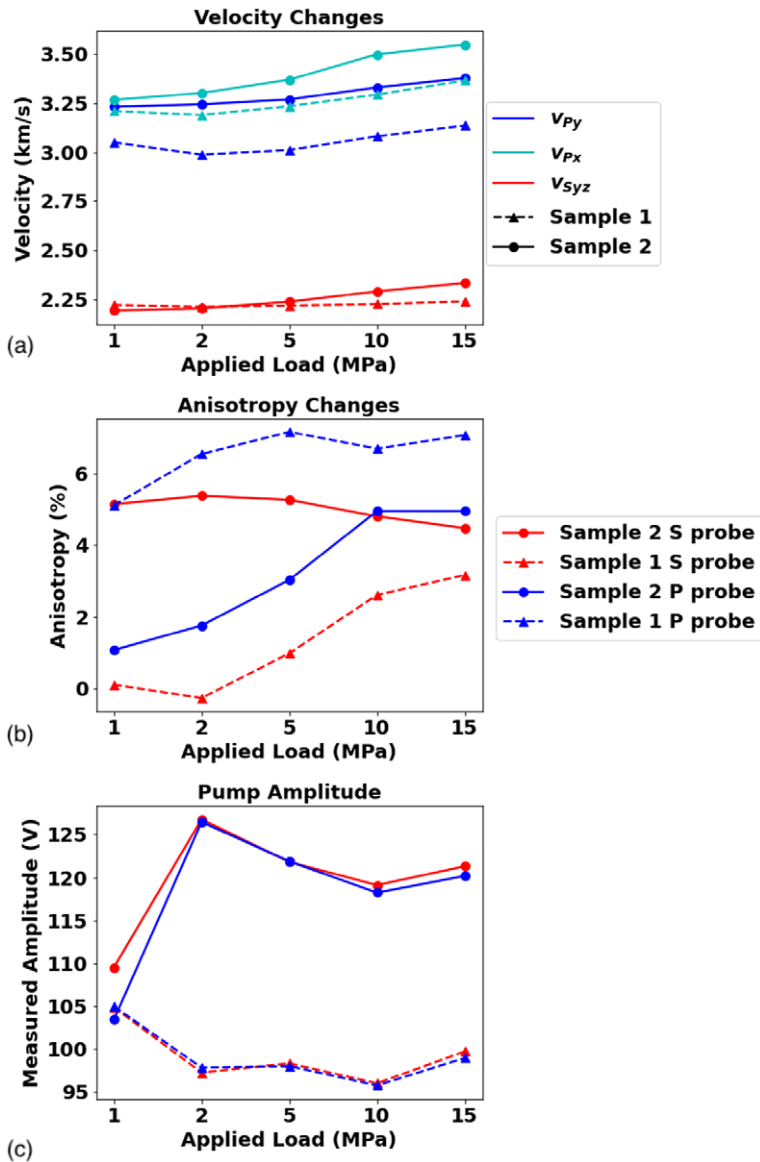 Velocity Changes
3.50
3.25
3.00
2.75
2.50
2.25
Velocity (km/s)
1 2 5 10 15
Applied Load (MPa)
(a)
vPy
vPx
vSyz
Sample 1
Sample 2
Anisotropy Changes
6
4
2
0
Anisotropy (%)
1 2 5 10 15
Applied Load (MPa)
(b)
Sample 2 S probe
Sample 1 S probe
Sample 2 P probe
Sample 1 P probe
Pump Amplitude
125
120
115
110
105
100
95
Measured Amplitude (V)
1 2 5 10 15
Applied Load (MPa)
(c)